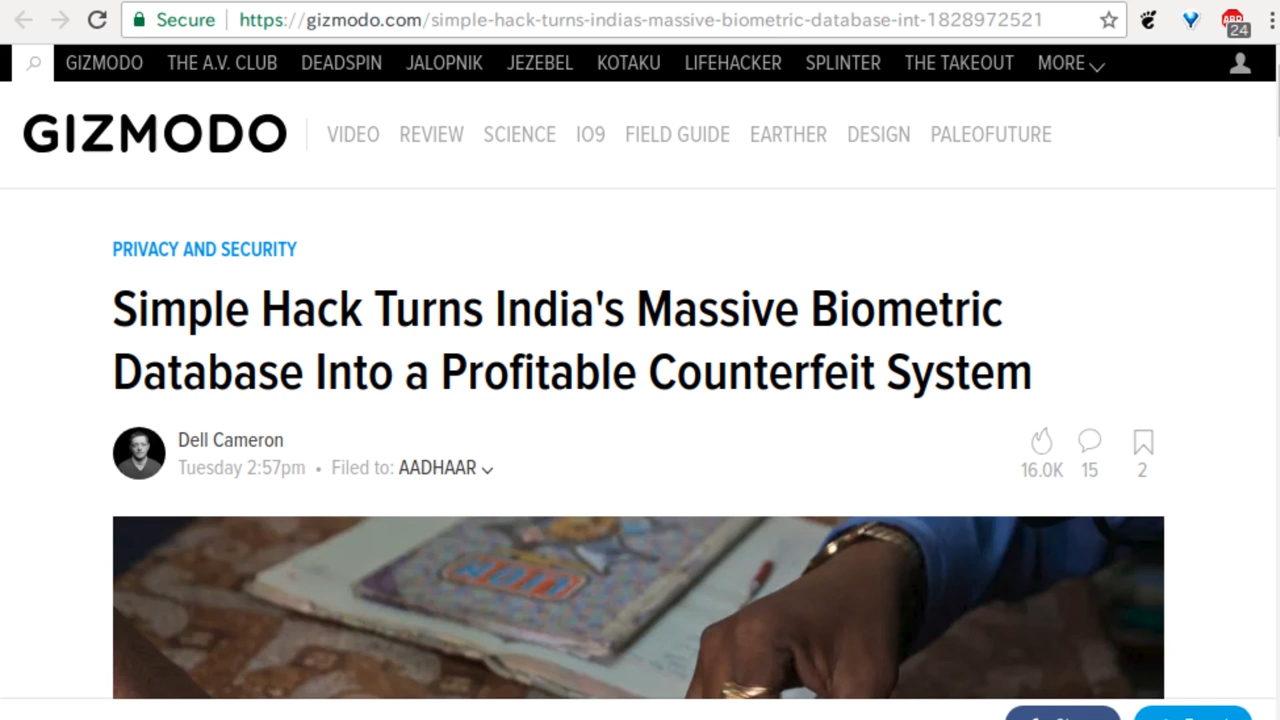 Secure https://gizmodo.com/simple-hack-turns-indias-massive-biometric-database-int-1828972521
ABP
24
GIZMODO THE A.V. CLUB DEADSPIN JALOPNIK JEZEBEL KOTAKU LIFEHACKER SPLINTER THE TAKEOUT MORE
GIZMODO VIDEO REVIEW SCIENCE IO9 FIELD GUIDE EARTHER DESIGN PALEOFUTURE
PRIVACY AND SECURITY
Simple Hack Turns India's Massive Biometric
Database Into a Profitable Counterfeit System
Dell Cameron
Tuesday 2:57pm • Filed to: AADHAAR
16.0K 15 2